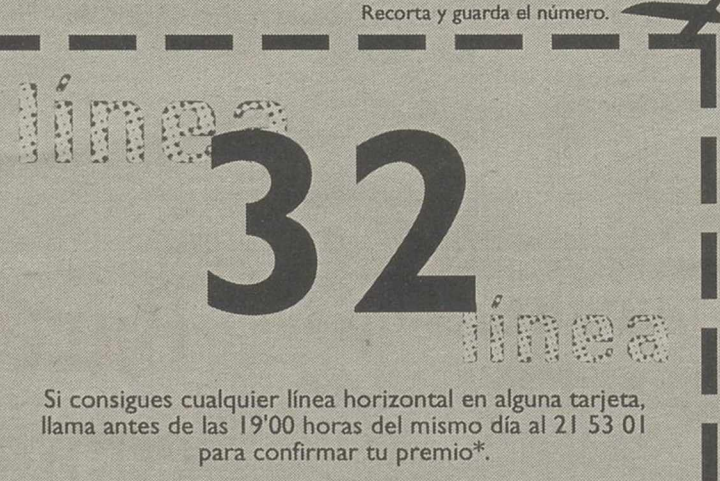 Recorta y guarda el número.
línea
32
línea
Si consigues cualquier línea horizontal en alguna tarjeta,
llama antes de las 19'00 horas del mismo día al 21 53 01
para confirmar tu premio*.